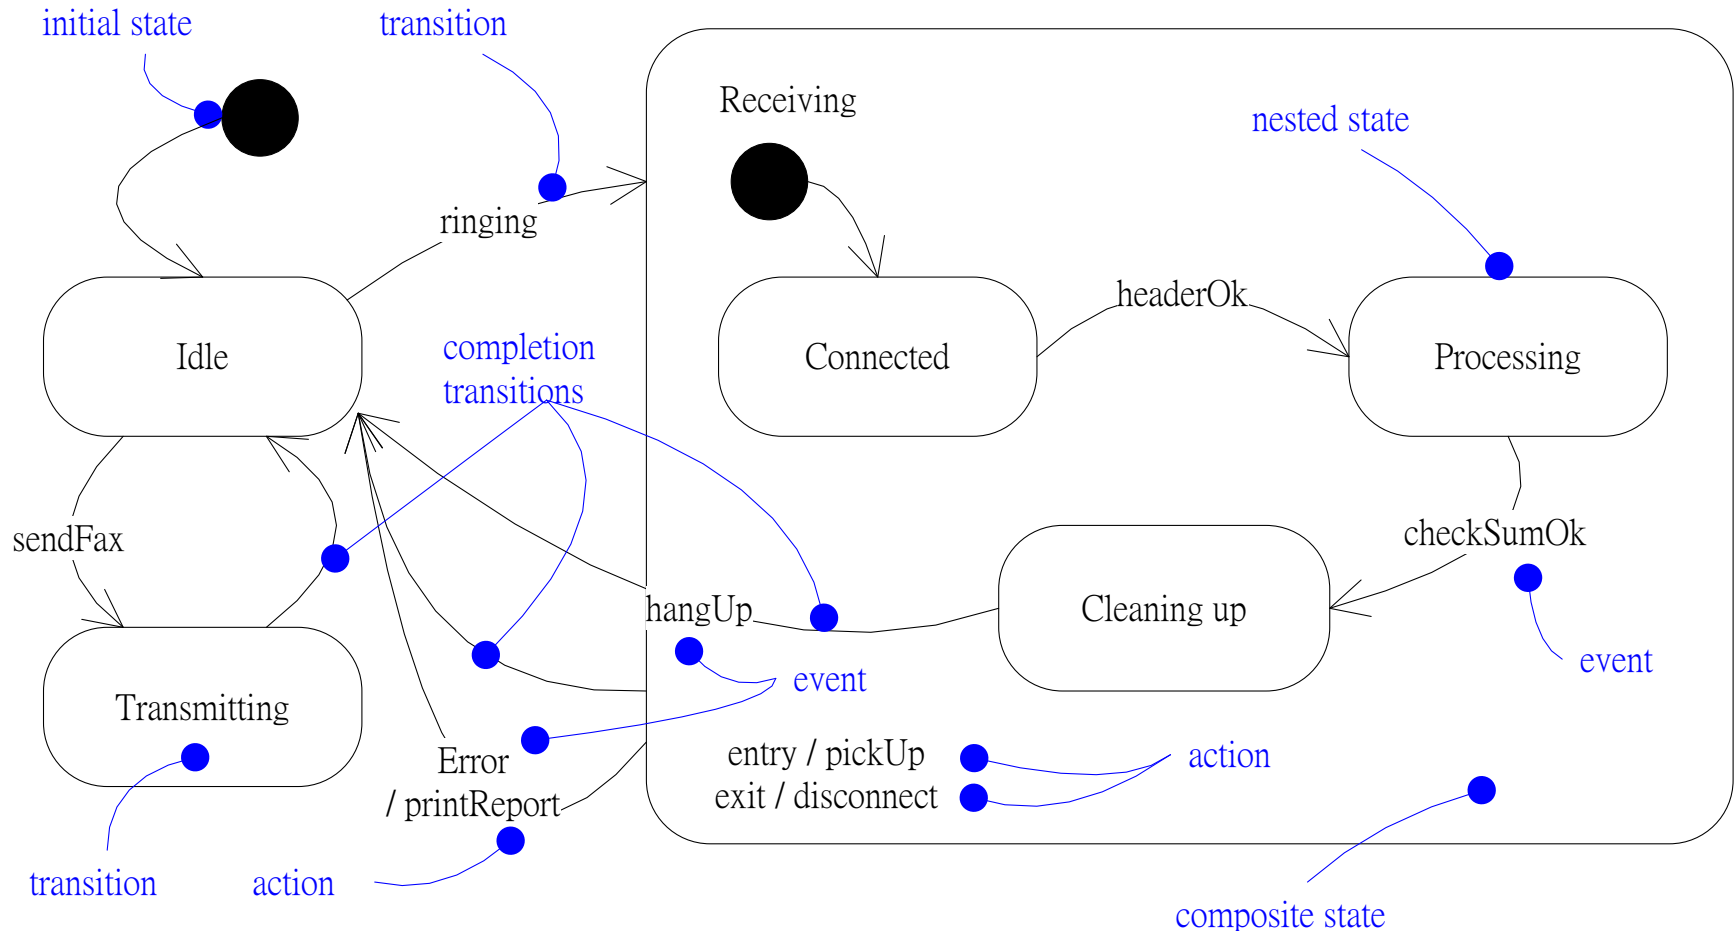 initial state
transition
Receiving
nested state
ringing
headerOk
Idle
completion
transitions
Connected
Processing
sendFax
checkSumOk
hangUp
Cleaning up
event
event
Transmitting
Error
/ printReport
entry / pickUp
exit / disconnect
action
transition
action
composite state